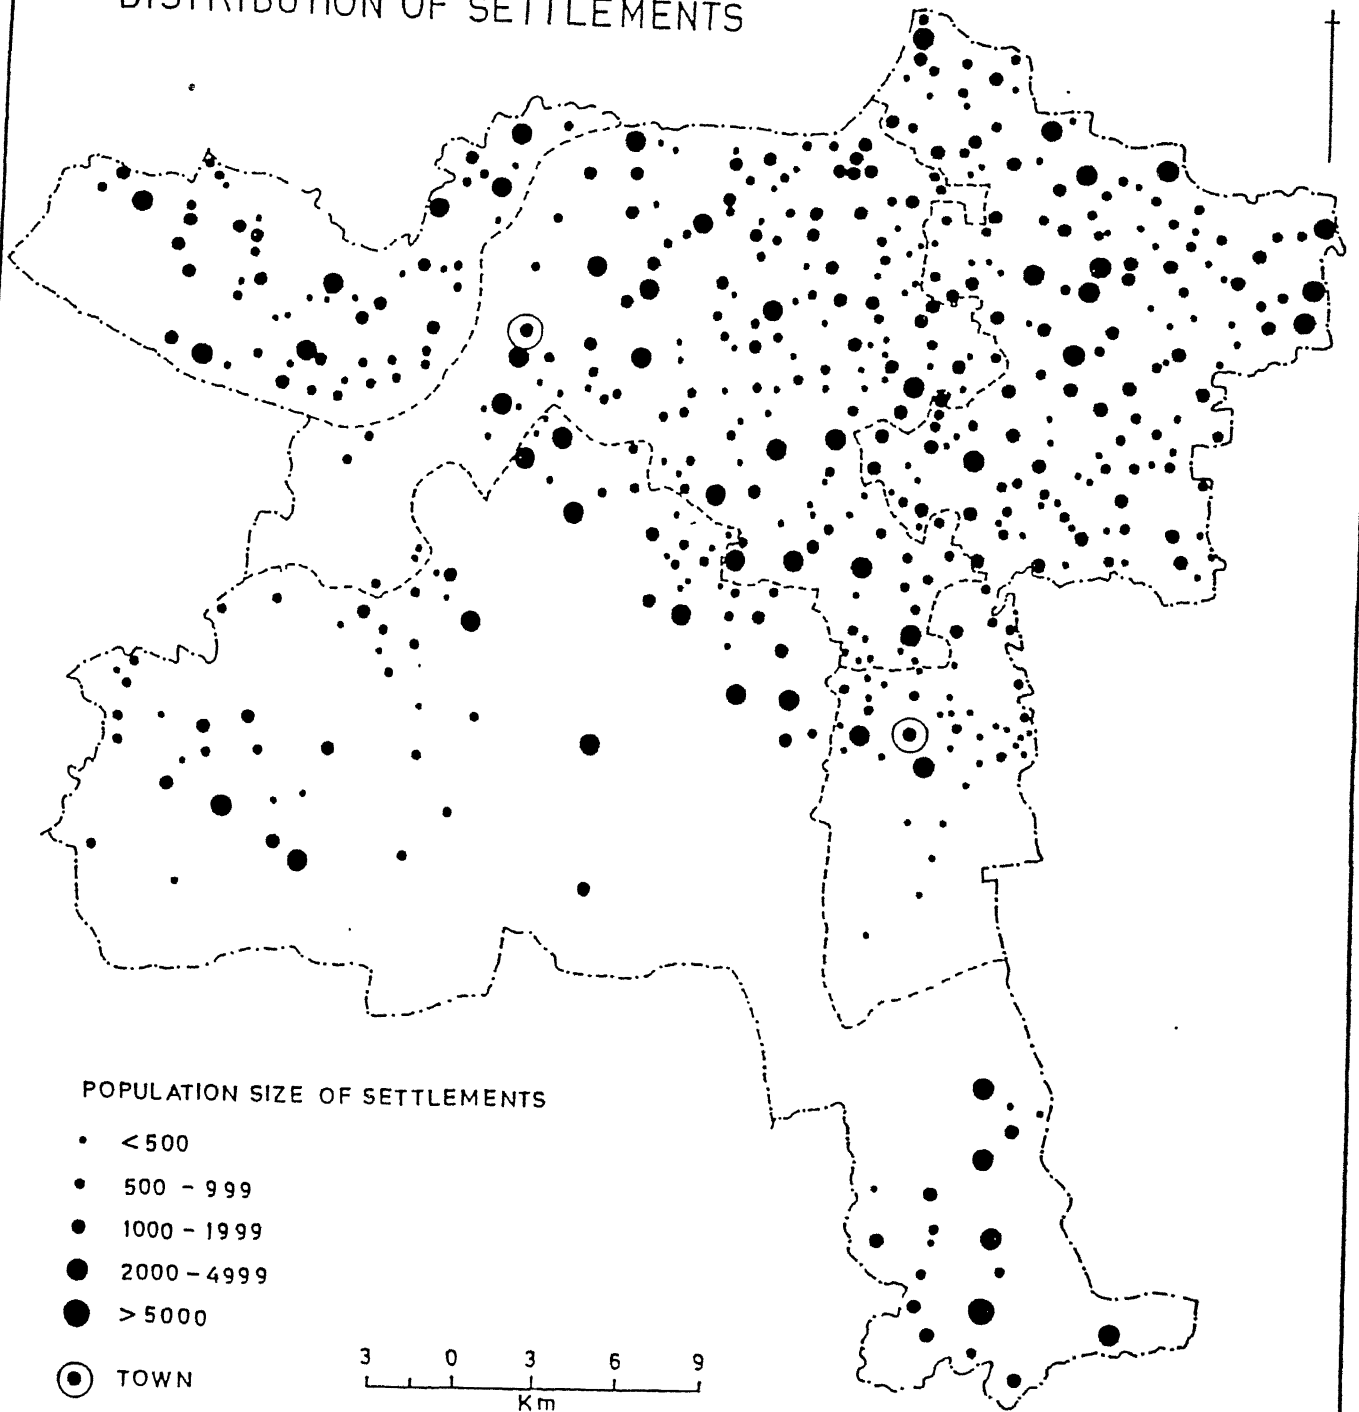 DISTRIBUTION OF SETTLEMENTS
POPULATION SIZE OF SETTLEMENTS
<500
500 - 999
1000 - 1999
2000 - 4999
>5000
TOWN
3 0 3 6 9
Km